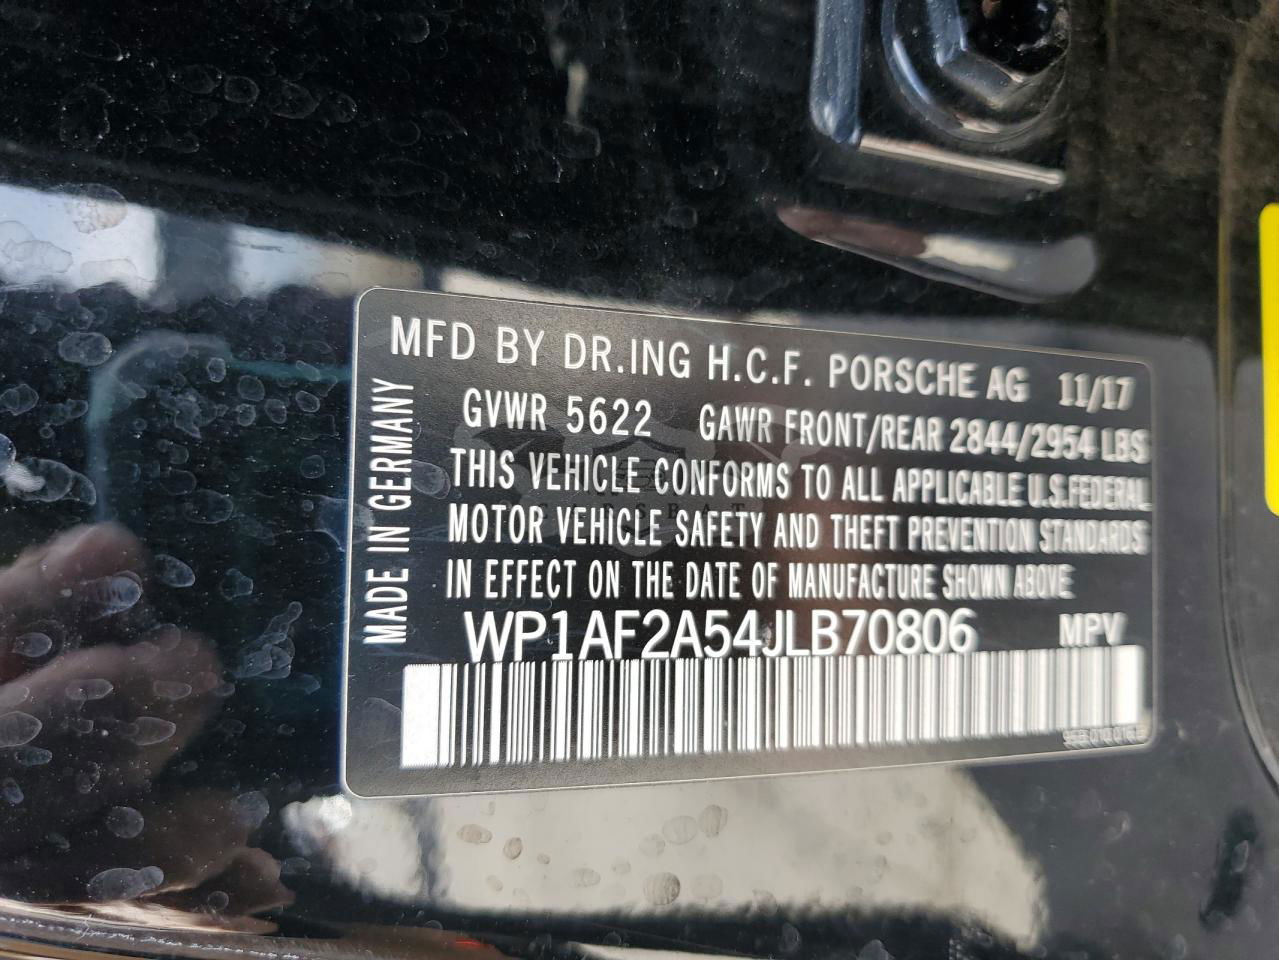 MFD BY DR.ING H.C.F. PORSCHE AG 11/17
GVWR 5622 GAWR FRONT/REAR 2844/2954 LBS
THIS VEHICLE CONFORMS TO ALL APPLICABLE U.S.FEDERAL
MOTOR VEHICLE SAFETY AND THEFT PREVENTION STANDARDS
IN EFFECT ON THE DATE OF MANUFACTURE SHOWN ABOVE
WP1AF2A54JLB70806 MPV
MADE IN GERMANY